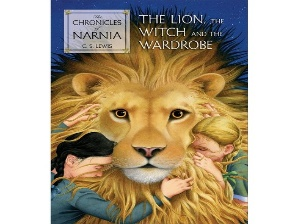 THE
CHRONICLES
OF
NARNIA
C. S. LEWIS
THE LION, THE
WITCH AND THE
WARDROBE